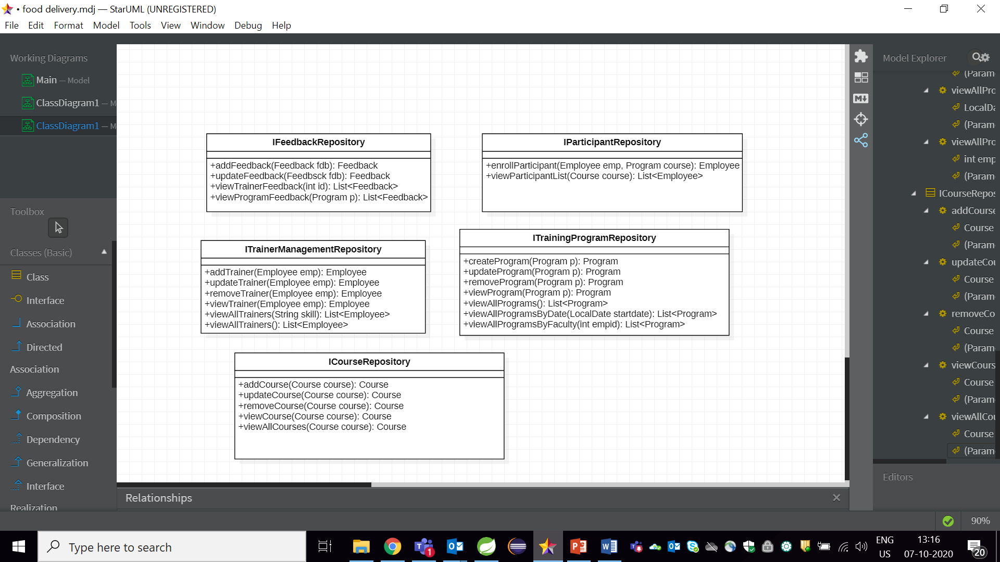 • food delivery.mdj — StarUML (UNREGISTERED)
File Edit Format Model Tools View Window Debug Help
Working Diagrams
Main — Model
ClassDiagram1 — M
ClassDiagram1 — M
Toolbox
Classes (Basic)
Class
Interface
Association
Directed
Association
Aggregation
Composition
Dependency
Generalization
Interface
Realization
IFeedbackRepository
+addFeedback(Feedback fdb): Feedback
+updateFeedback(Feedbsck fdb): Feedback
+viewTrainerFeedback(int id): List<Feedback>
+viewProgramFeedback(Program p): List<Feedback>
IParticipantRepository
+enrollParticipant(Employee emp, Program course): Employee
+viewParticipantList(Course course): List<Employee>
ITrainerManagementRepository
+addTrainer(Employee emp): Employee
+updateTrainer(Employee emp): Employee
+removeTrainer(Employee emp): Employee
+viewTrainer(Employee emp): Employee
+viewAllTrainers(String skill): List<Employee>
+viewAllTrainers(): List<Employee>
ITrainingProgramRepository
+createProgram(Program p): Program
+updateProgram(Program p): Program
+removeProgram(Program p): Program
+viewProgram(Program p): Program
+viewAllPrograms(): List<Program>
+viewAllProgramsByDate(LocalDate startdate): List<Program>
+viewAllProgramsByFaculty(int empid): List<Program>
ICourseRepository
+addCourse(Course course): Course
+updateCourse(Course course): Course
+removeCourse(Course course): Course
+viewCourse(Course course): Course
+viewAllCourses(Course course): Course
Relationships
M
Model Explorer
(Param
viewAllPro
LocalDa
(Param
viewAllPro
int emp
(Param
ICourseRepos
addCourse
Course
(Param
updateCou
Course
(Param
removeCo
Course
(Param
viewCours
Course
(Param
viewAllCou
Course
(Param
Editors
90%
Type here to search
1
ENG
US
13:16
07-10-2020
20